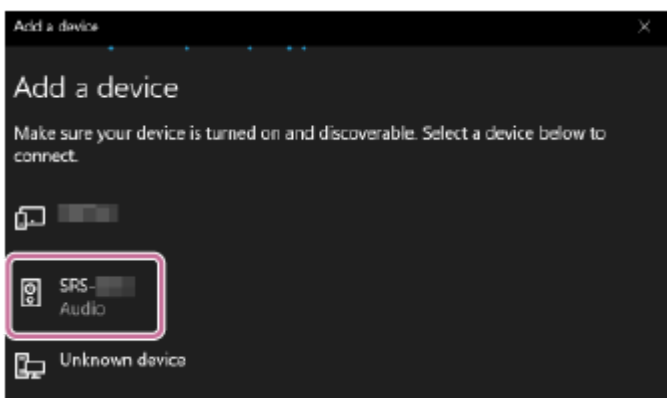 Add a device
Add a device
Make sure your device is turned on and discoverable. Select a device below to
connect.
SRS-
Audio
Unknown device